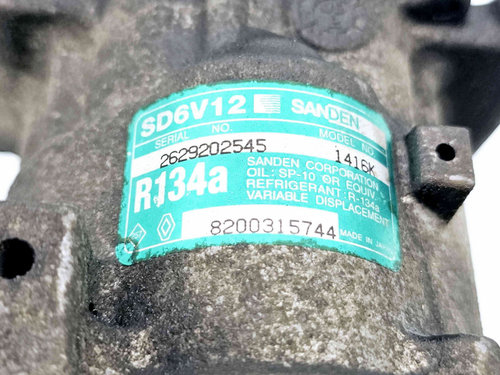 SD6V12 SANDEN
SERIAL NO. MODEL NO.
2629202545 1416K
R134a
SANDEN CORPORATION
OIL: SP-10 OR EQUIV.
REFRIGERANT: R-134a
VARIABLE DISPLACEMENT
8200315744
MADE IN JAPAN